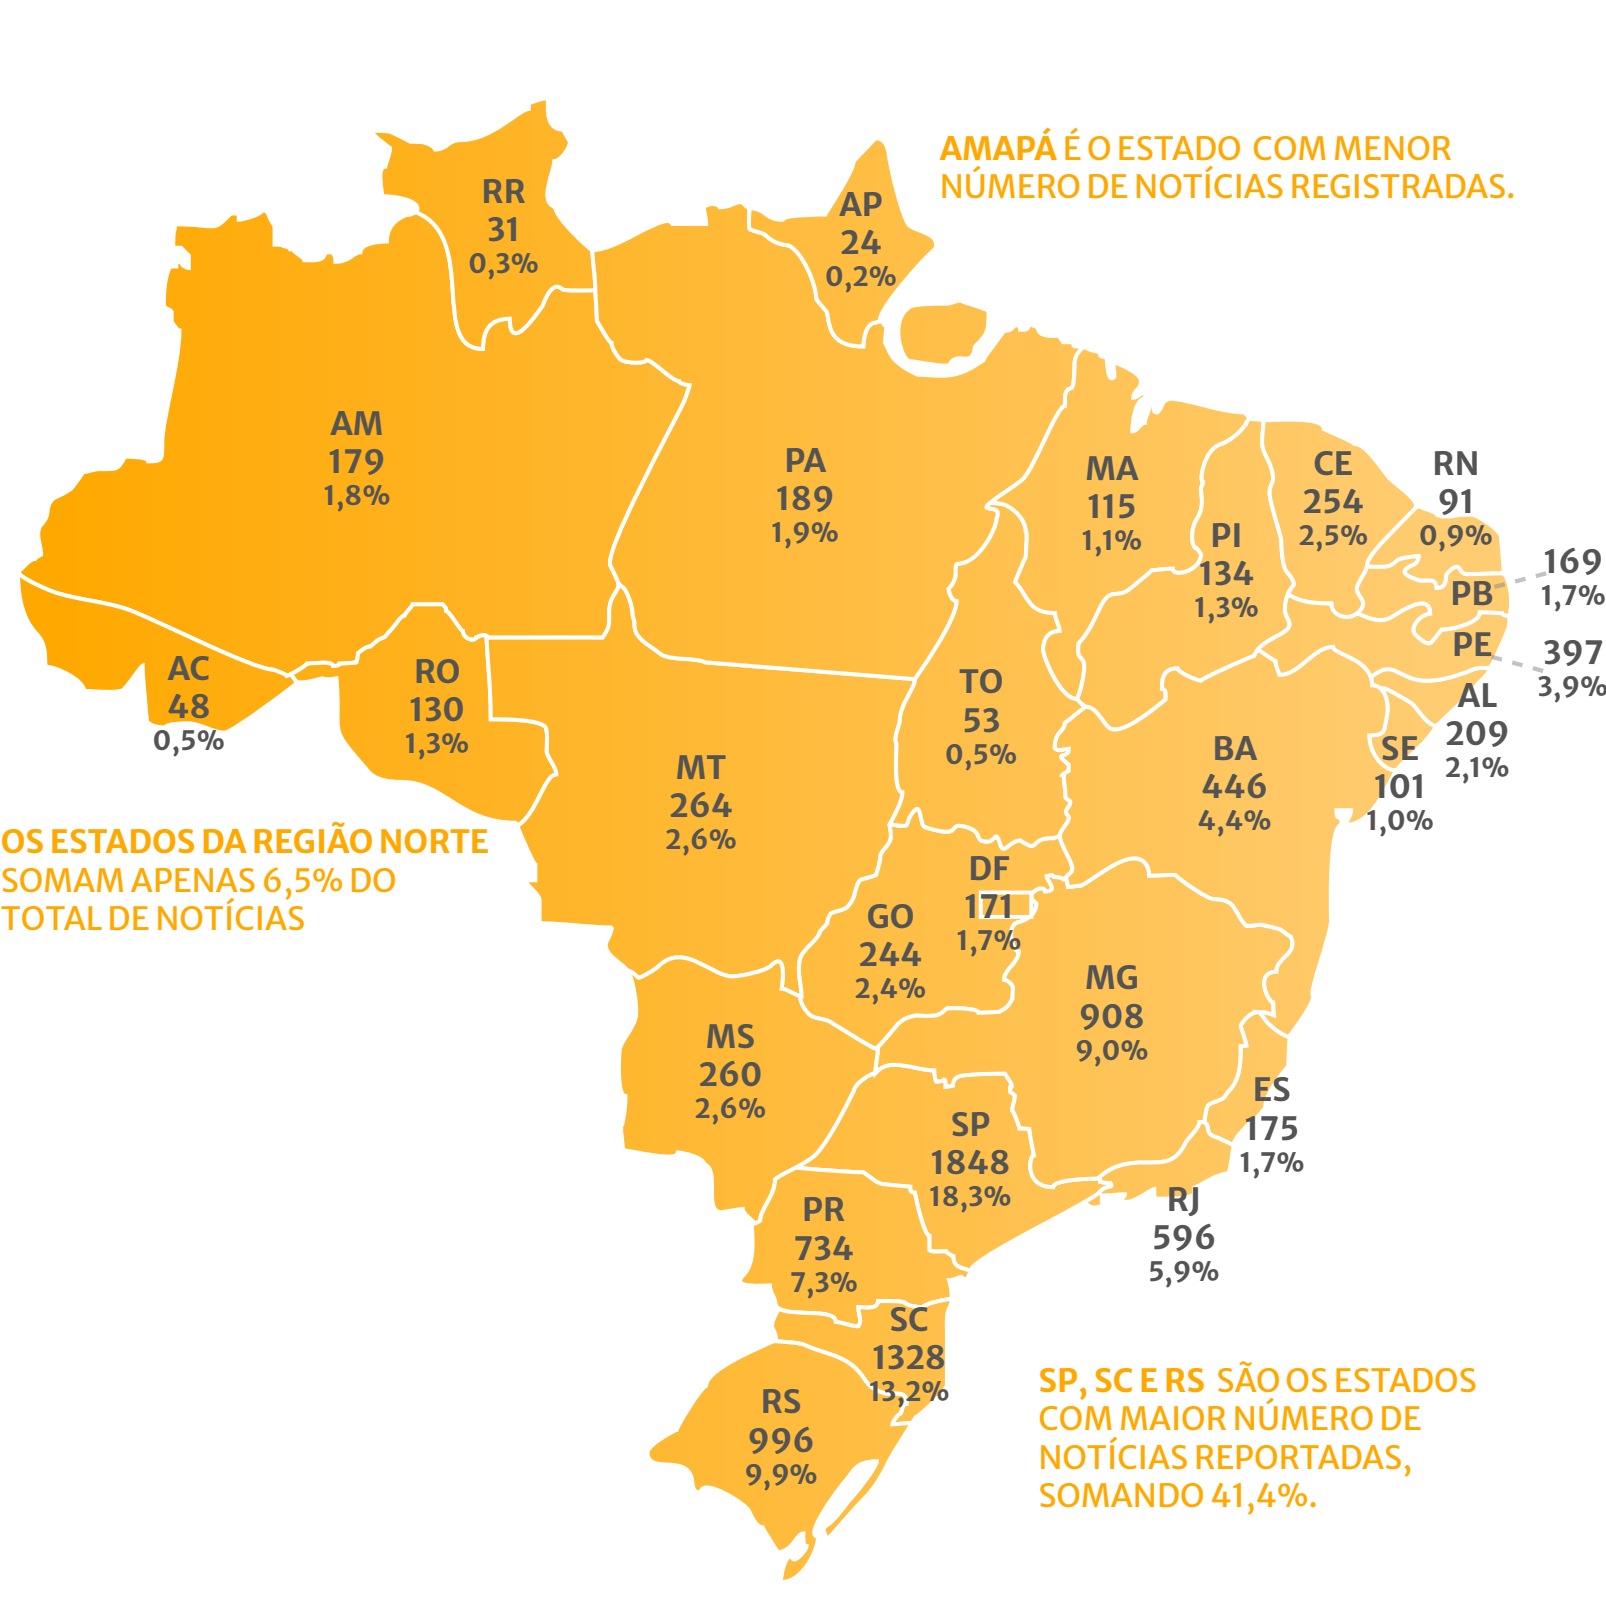 AMAPÁ É O ESTADO COM MENOR
NÚMERO DE NOTÍCIAS REGISTRADAS.
RR
31
0,3%
AP
24
0,2%
AM
179
1,8%
PA
189
1,9%
MA
115
1,1%
PI
134
1,3%
CE
254
2,5%
RN
91
0,9%
PB
169
1,7%
PE
397
3,9%
AL
209
2,1%
SE
101
1,0%
BA
446
4,4%
TO
53
0,5%
AC
48
0,5%
RO
130
1,3%
MT
264
2,6%
OS ESTADOS DA REGIÃO NORTE
SOMAM APENAS 6,5% DO
TOTAL DE NOTÍCIAS
DF
171
1,7%
GO
244
2,4%
MG
908
9,0%
MS
260
2,6%
ES
175
1,7%
SP
1848
18,3%
RJ
596
5,9%
PR
734
7,3%
SC
1328
13,2%
RS
996
9,9%
SP, SC E RS SÃO OS ESTADOS
COM MAIOR NÚMERO DE
NOTÍCIAS REPORTADAS,
SOMANDO 41,4%.